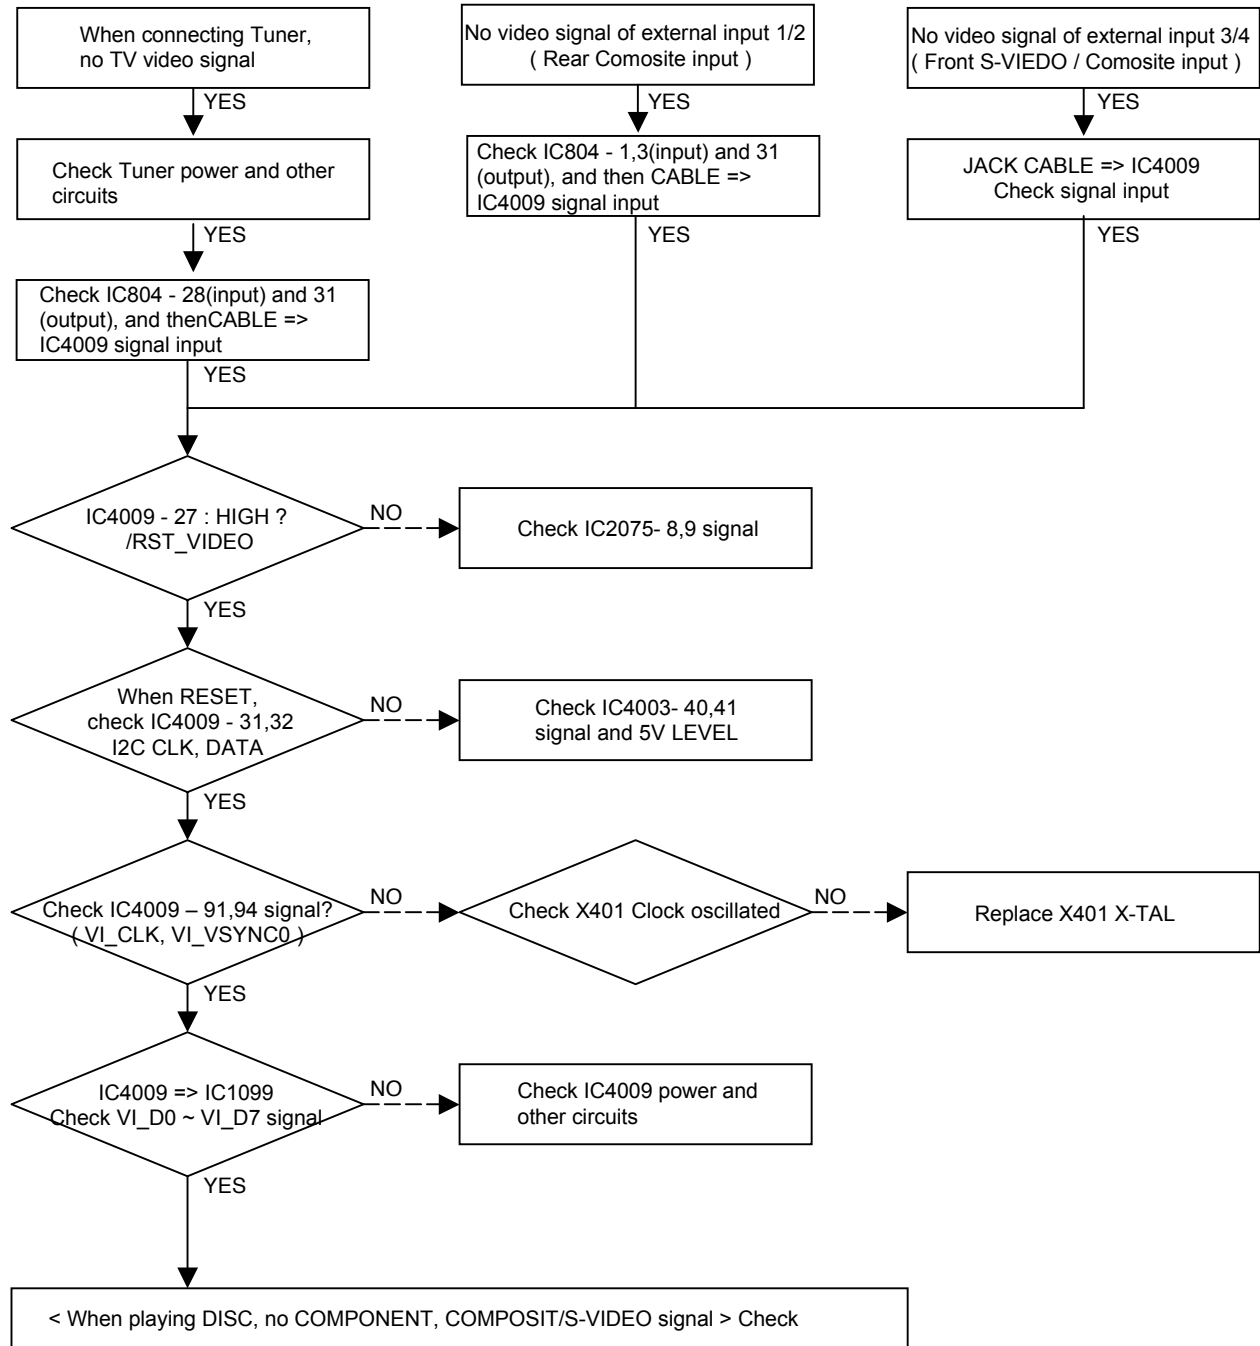 When connecting Tuner,
no TV video signal
No video signal of external input 1/2
( Rear Comosite input )
No video signal of external input 3/4
( Front S-VIEDO / Comosite input )
YES
YES
YES
Check Tuner power and other
circuits
Check IC804 - 1,3(input) and 31
(output), and then CABLE =>
IC4009 signal input
JACK CABLE => IC4009
Check signal input
YES
YES
YES
Check IC804 - 28(input) and 31
(output), and thenCABLE =>
IC4009 signal input
YES
IC4009 - 27 : HIGH ?
/RST_VIDEO
NO
Check IC2075- 8,9 signal
YES
When RESET,
check IC4009 - 31,32
I2C CLK, DATA
NO
Check IC4003- 40,41
signal and 5V LEVEL
YES
Check IC4009 – 91,94 signal?
( VI_CLK, VI_VSYNC0 )
NO
Check X401 Clock oscillated
NO
Replace X401 X-TAL
YES
IC4009 => IC1099
Check VI_D0 ~ VI_D7 signal
NO
Check IC4009 power and
other circuits
YES
< When playing DISC, no COMPONENT, COMPOSIT/S-VIDEO signal > Check